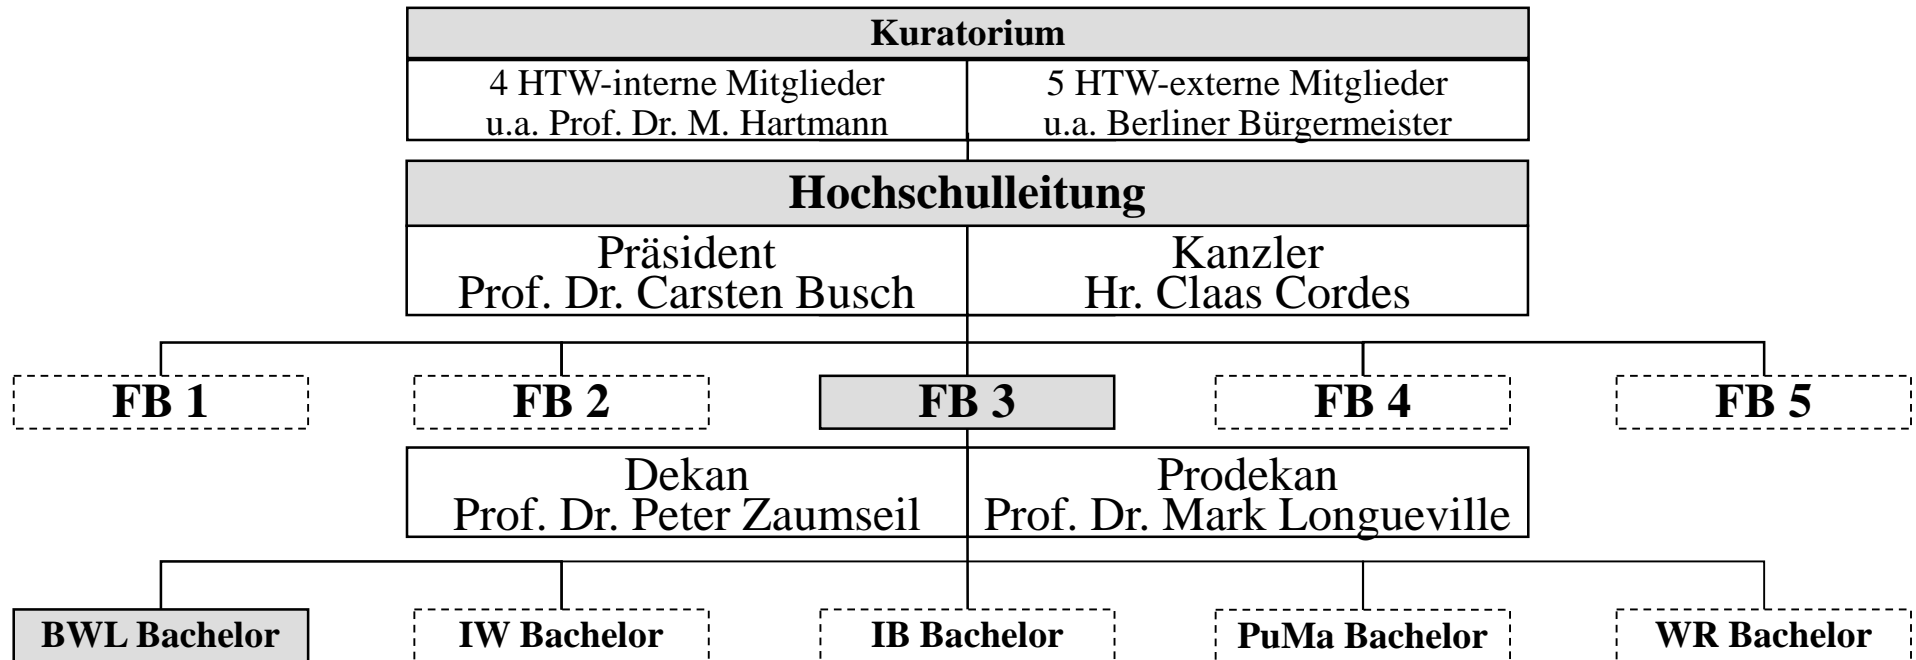 Kuratorium
4 HTW-interne Mitglieder
u.a. Prof. Dr. M. Hartmann
5 HTW-externe Mitglieder
u.a. Berliner Bürgermeister
Hochschulleitung
Präsident
Prof. Dr. Carsten Busch
Kanzler
Hr. Claas Cordes
FB 1
FB 2
FB 3
FB 4
FB 5
Dekan
Prof. Dr. Peter Zaumseil
Prodekan
Prof. Dr. Mark Longueville
BWL Bachelor
IW Bachelor
IB Bachelor
PuMa Bachelor
WR Bachelor